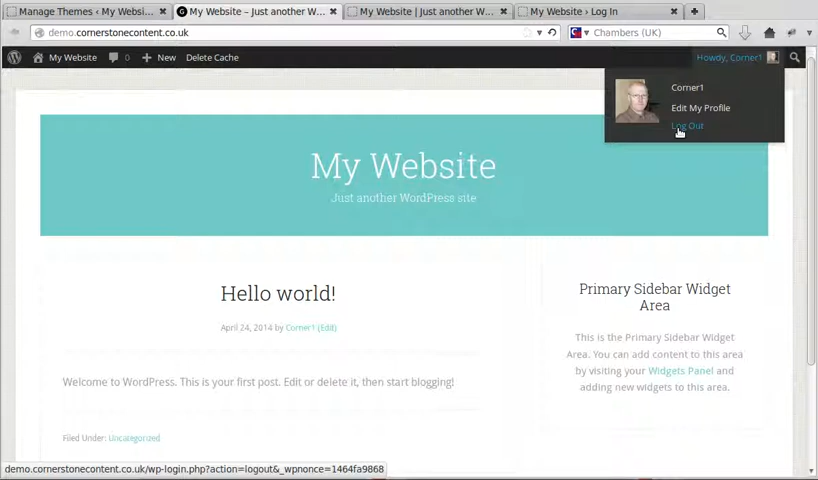 Manage Themes ‹ My Websi...
My Website – Just another W...
My Website | Just another W...
My Website › Log In
demo.cornerstonecontent.co.uk
Chambers (UK)
My Website 0 New Delete Cache
Howdy, Corner1
Corner1
Edit My Profile
Log Out
My Website
Just another WordPress site
Hello world!
April 24, 2014 by Corner1 (Edit)
Welcome to WordPress. This is your first post. Edit or delete it, then start blogging!
Filed Under: Uncategorized
Primary Sidebar Widget
Area
This is the Primary Sidebar Widget
Area. You can add content to this area
by visiting your Widgets Panel and
adding new widgets to this area.
demo.cornerstonecontent.co.uk/wp-login.php?action=logout&_wpnonce=1464fa9868